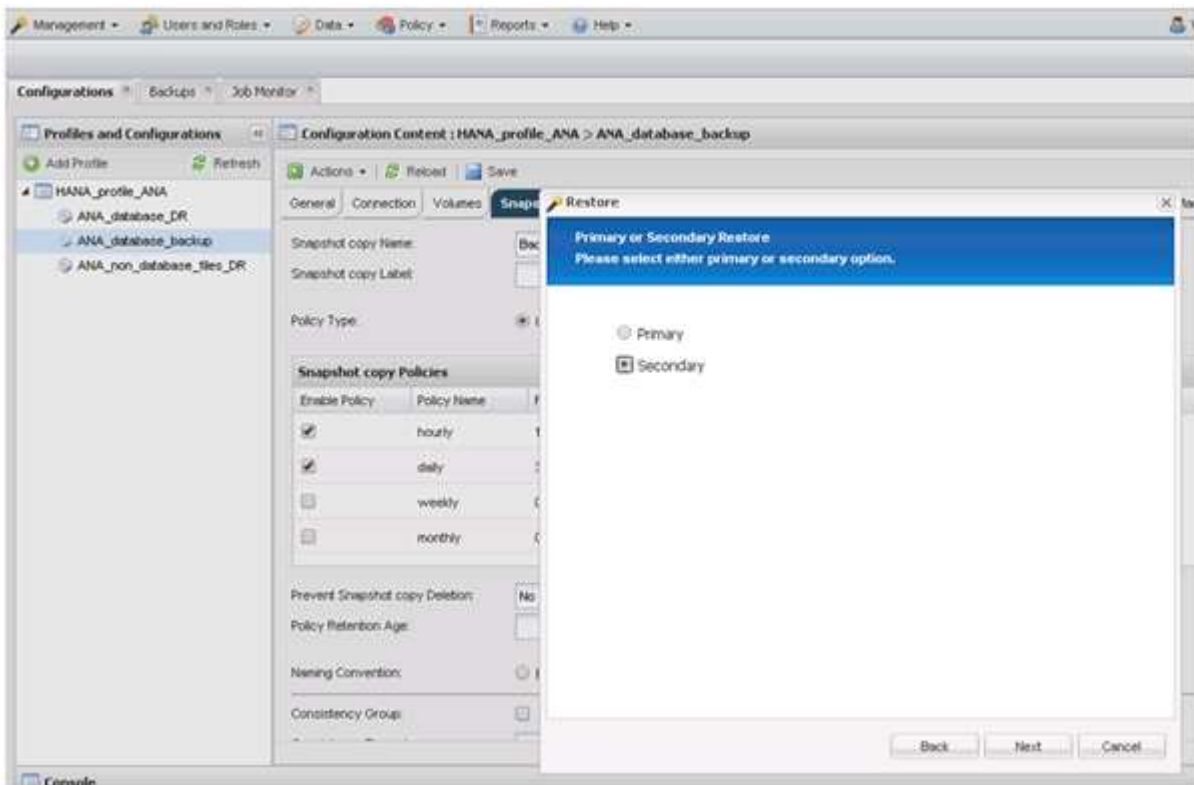 Management Users and Roles Data Policy Reports Help
Configurations Backups Job Monitor
Profiles and Configurations
Add Profile Refresh
HANA_profile_ANA
ANA_database_DR
ANA_database_backup
ANA_non_database_files_DR
Configuration Content : HANA_profile_ANA > ANA_database_backup
Actions Reload Save
General Connection Volumes Snaps
Snapshot copy Name:
Snapshot copy Label:
Policy Type:
Snapshot copy Policies
Enable Policy Policy Name
hourly
daily
weekly
monthly
Prevent Snapshot copy Deletion: No
Policy Retention Age:
Naming Convention:
Consistency Group:
Restore
Primary or Secondary Restore
Please select either primary or secondary option.
Primary
Secondary
Back Next Cancel
Console